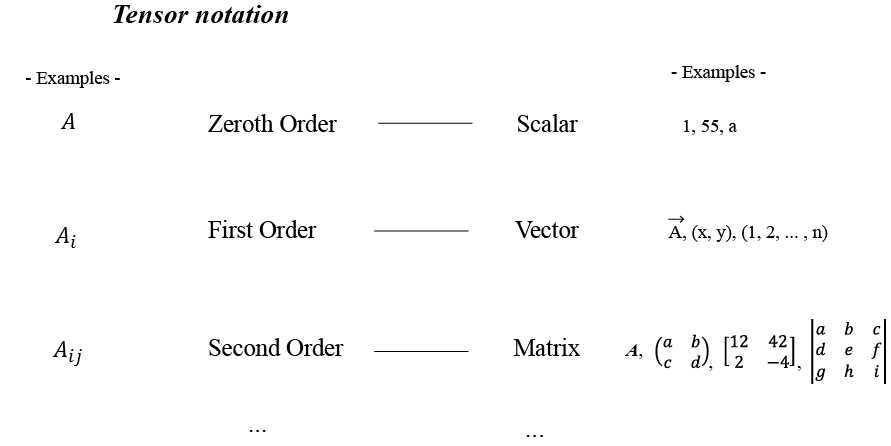 Tensor notation
- Examples - - Examples -
A Zeroth Order Scalar 1, 55, a
A_i First Order Vector A⃗, (x, y), (1, 2, ... , n)
A_ij Second Order Matrix A, (a b c d), [12 42 2 −4], |a b c d e f g h i|
... ...